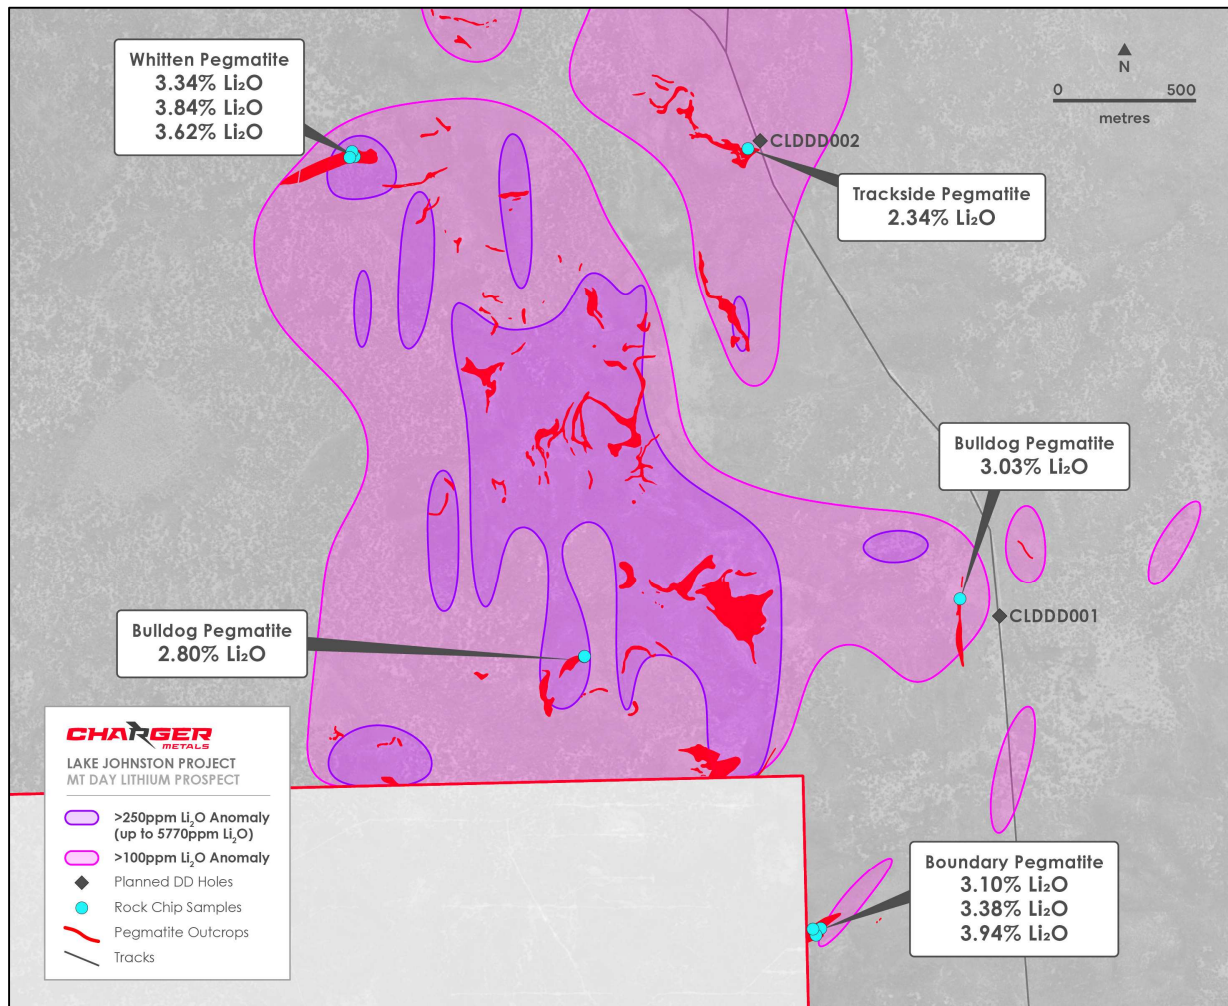 Whitten Pegmatite
3.34% Li₂O
3.84% Li₂O
3.62% Li₂O
N
0 500
metres
CLDDD002
Trackside Pegmatite
2.34% Li₂O
Bulldog Pegmatite
3.03% Li₂O
CLDDD001
Bulldog Pegmatite
2.80% Li₂O
CHARGER
METALS
LAKE JOHNSTON PROJECT
MT DAY LITHIUM PROSPECT
>250ppm Li₂O Anomaly
(up to 5770ppm Li₂O)
>100ppm Li₂O Anomaly
Planned DD Holes
Rock Chip Samples
Pegmatite Outcrops
Tracks
Boundary Pegmatite
3.10% Li₂O
3.38% Li₂O
3.94% Li₂O